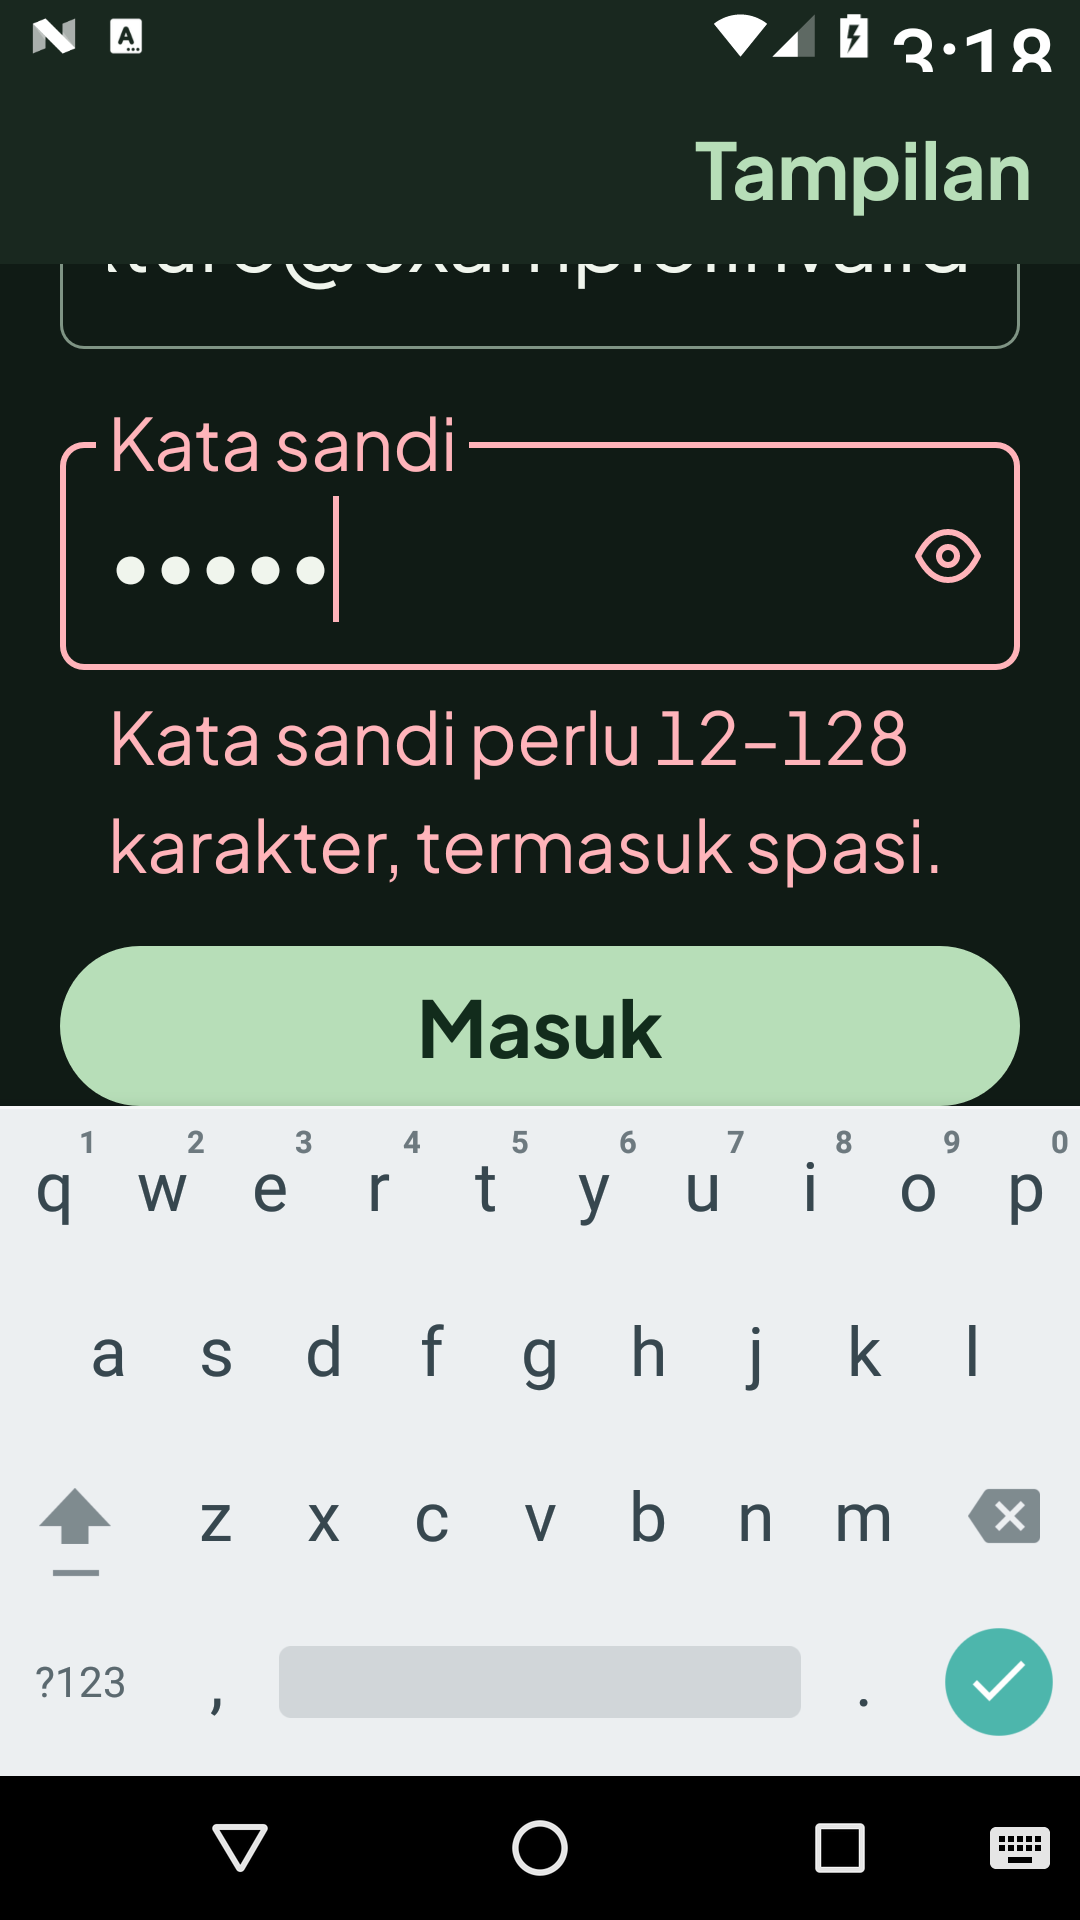 3:18
Tampilan
Kata sandi
•••••
Kata sandi perlu 12–128
karakter, termasuk spasi.
Masuk
1 2 3 4 5 6 7 8 9 0
q w e r t y u i o p
a s d f g h j k l
z x c v b n m
?123 , .